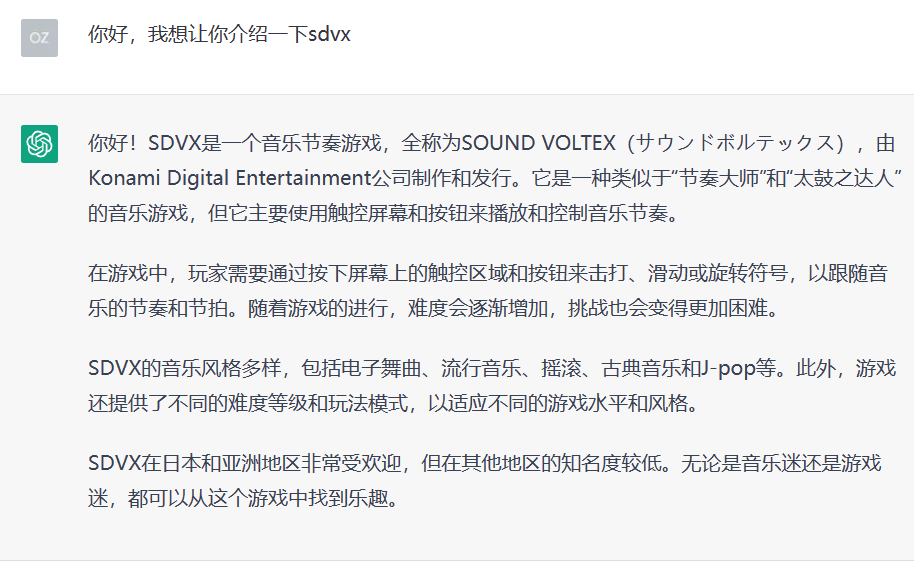 OZ
你好，我想让你介绍一下sdvx
你好！SDVX是一个音乐节奏游戏，全称为SOUND VOLTEX（サウンドボルテックス），由
Konami Digital Entertainment公司制作和发行。它是一种类似于“节奏大师”和“太鼓之达人”
的音乐游戏，但它主要使用触控屏幕和按钮来播放和控制音乐节奏。
在游戏中，玩家需要通过按下屏幕上的触控区域和按钮来击打、滑动或旋转符号，以跟随音
乐的节奏和节拍。随着游戏的进行，难度会逐渐增加，挑战也会变得更加困难。
SDVX的音乐风格多样，包括电子舞曲、流行音乐、摇滚、古典音乐和J-pop等。此外，游戏
还提供了不同的难度等级和玩法模式，以适应不同的游戏水平和风格。
SDVX在日本和亚洲地区非常受欢迎，但在其他地区的知名度较低。无论是音乐迷还是游戏
迷，都可以从这个游戏中找到乐趣。